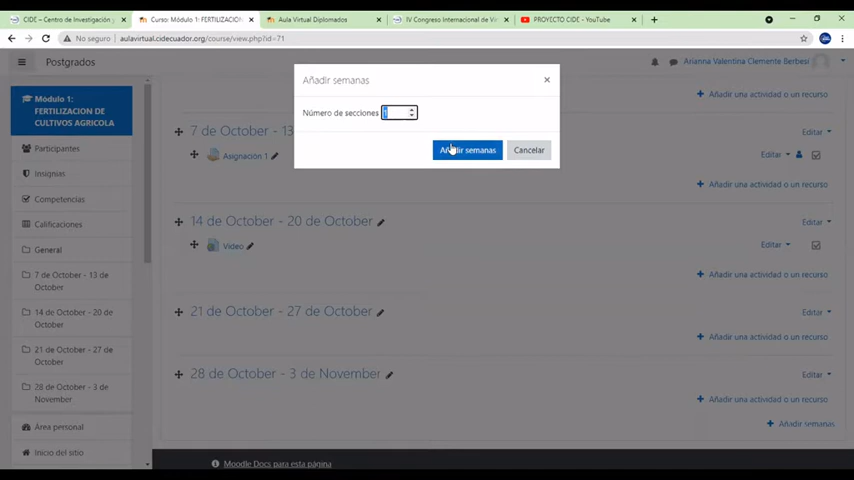 CIDE – Centro de Investigación y
Curso: Módulo 1: FERTILIZACION
Aula Virtual Diplomados
IV Congreso Internacional de Vir
PROYECTO CIDE - YouTube
No seguro
aulavirtual.cidecuador.org/course/view.php?id=71
Postgrados
Arianna Valentina Clemente Berbesi
Módulo 1:
FERTILIZACION DE
CULTIVOS AGRICOLA
Participantes
Insignias
Competencias
Calificaciones
General
7 de October - 13 de
October
14 de October - 20 de
October
21 de October - 27 de
October
28 de October - 3 de
November
Área personal
Inicio del sitio
Añadir semanas
Número de secciones 1
Añadir semanas
Cancelar
Añadir una actividad o un recurso
7 de October - 13
Editar
Asignación 1
Editar
Añadir una actividad o un recurso
14 de October - 20 de October
Editar
Video
Editar
Añadir una actividad o un recurso
21 de October - 27 de October
Editar
Añadir una actividad o un recurso
28 de October - 3 de November
Editar
Añadir una actividad o un recurso
Añadir semanas
Moodle Docs para esta página